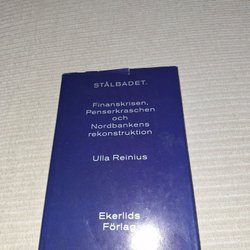 STÅLBADET.
Finanskrisen,
Penserkraschen
och
Nordbankens
rekonstruktion
Ulla Reinius
Ekerlids
Förlag